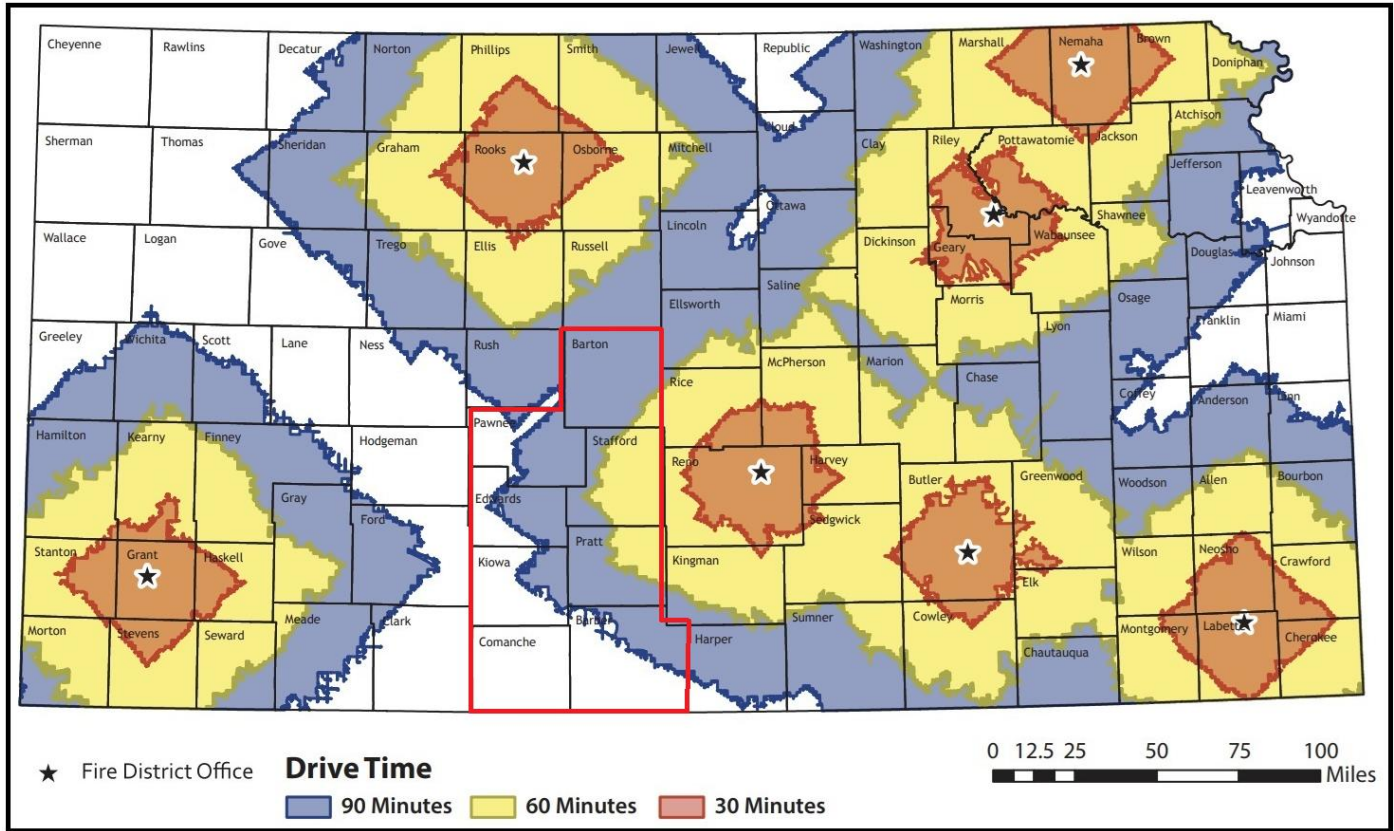 Cheyenne
Rawlins
Decatur
Norton
Phillips
Smith
Jewell
Republic
Washington
Marshall
Nemaha
Brown
Doniphan
Atchison
Cloud
Sherman
Thomas
Sheridan
Graham
Rooks
Osborne
Mitchell
Clay
Riley
Pottawatomie
Jackson
Jefferson
Leavenworth
Wyandotte
Ottawa
Lincoln
Wallace
Logan
Gove
Trego
Ellis
Russell
Dickinson
Geary
Wabaunsee
Shawnee
Douglas
Johnson
Saline
Ellsworth
Morris
Osage
Lyon
Franklin
Miami
Greeley
Wichita
Scott
Lane
Ness
Rush
Barton
Rice
McPherson
Marion
Chase
Coffey
Anderson
Linn
Pawnee
Hamilton
Kearny
Finney
Hodgeman
Stafford
Reno
Harvey
Butler
Greenwood
Woodson
Allen
Bourbon
Edwards
Gray
Ford
Sedgwick
Stanton
Grant
Haskell
Kiowa
Pratt
Kingman
Elk
Wilson
Neosho
Crawford
Morton
Stevens
Seward
Meade
Clark
Comanche
Barber
Harper
Sumner
Cowley
Chautauqua
Montgomery
Labette
Cherokee
Fire District Office
Drive Time
90 Minutes
60 Minutes
30 Minutes
0 12.5 25 50 75 100
Miles